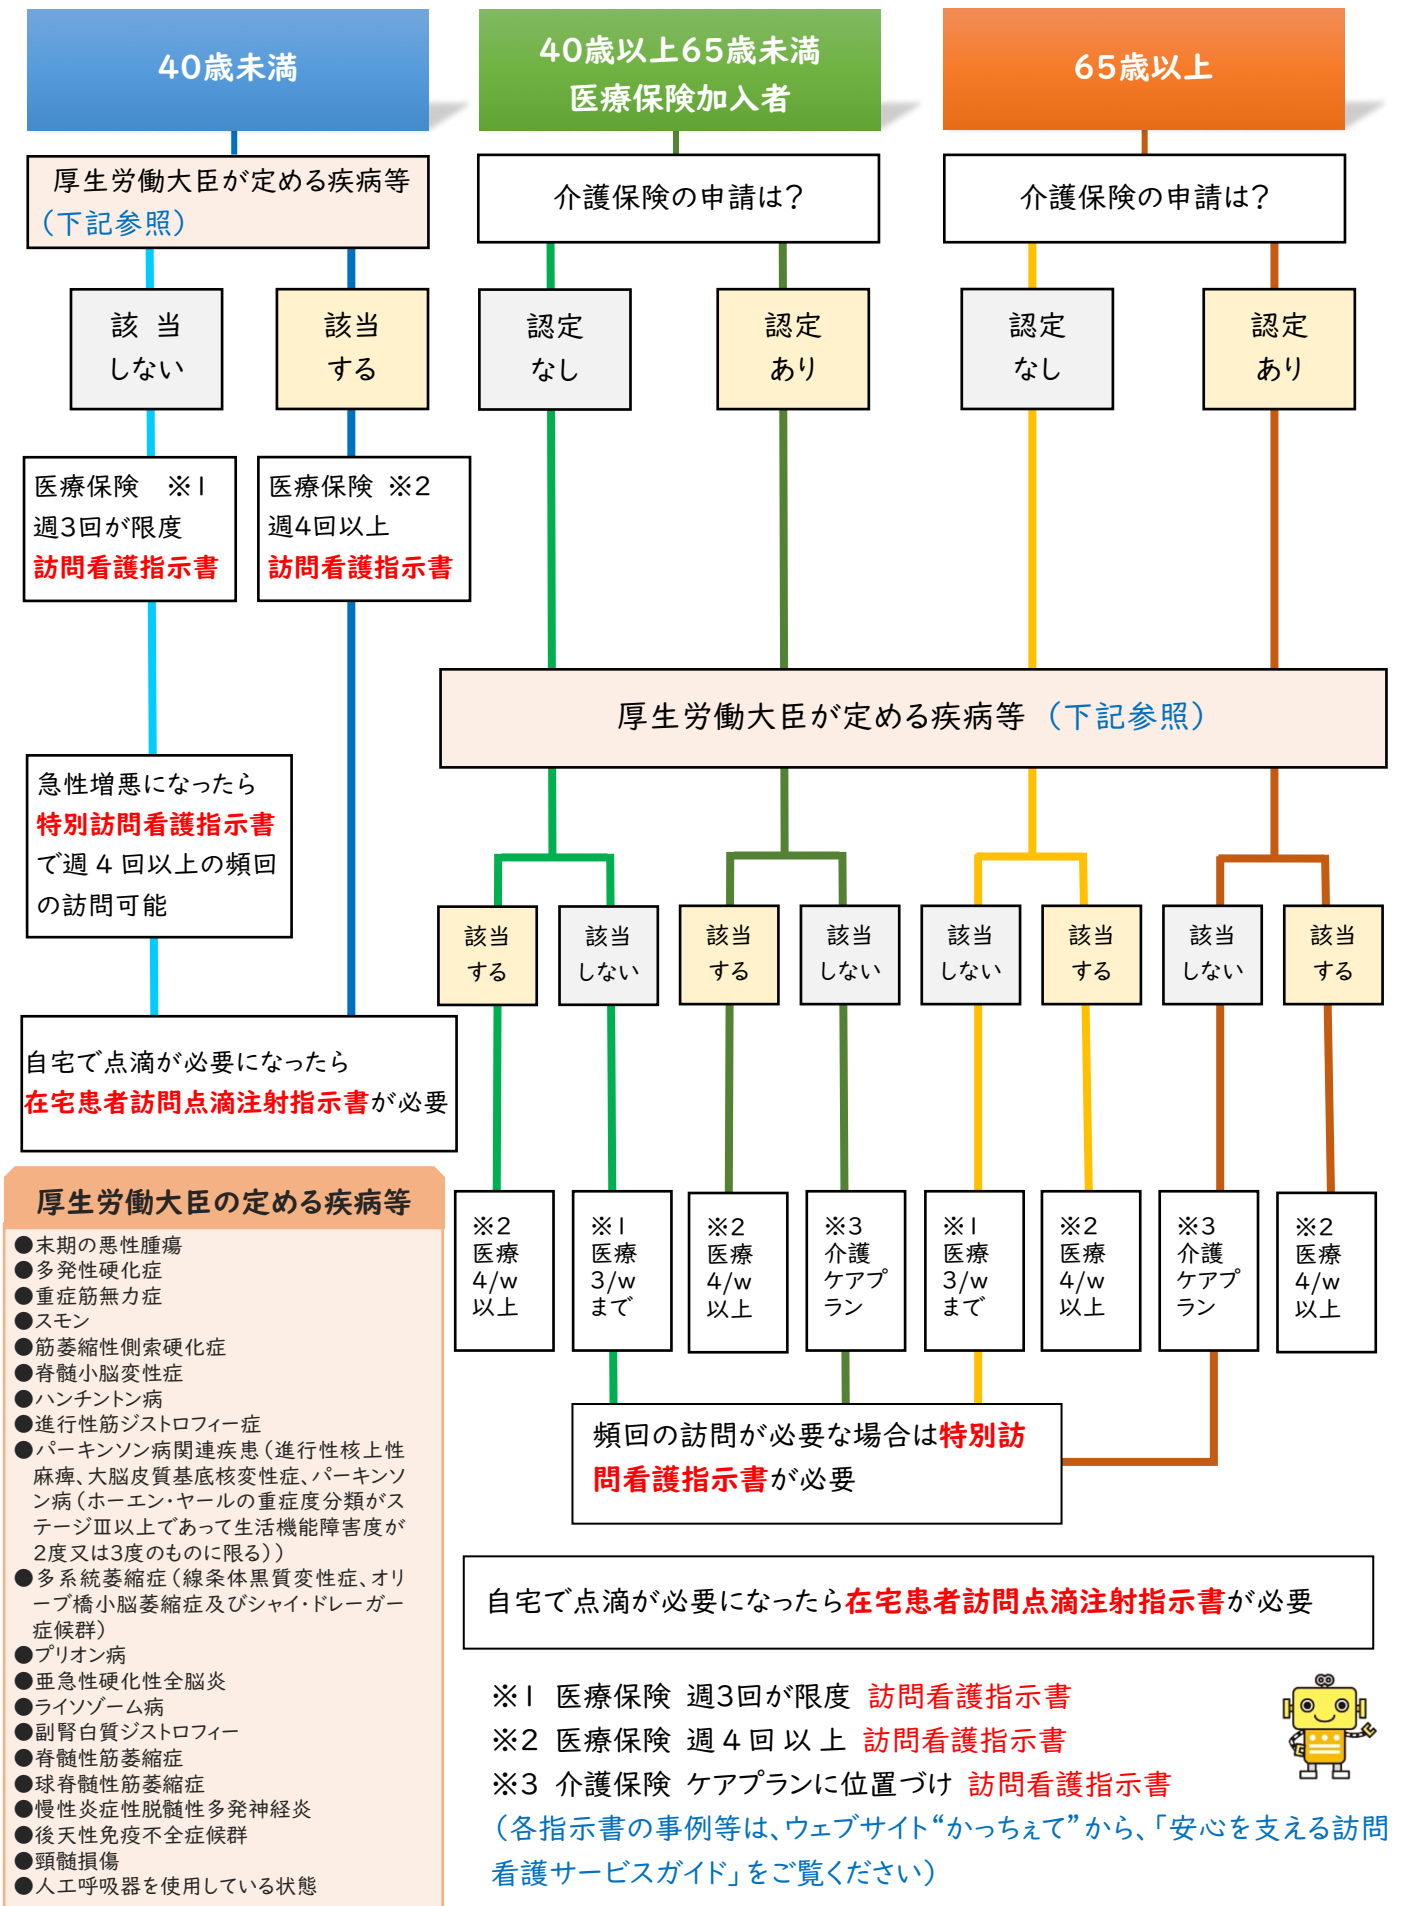 40歳未満
40歳以上65歳未満
医療保険加入者
65歳以上
厚生労働大臣が定める疾病等
（下記参照）
介護保険の申請は？
介護保険の申請は？
該 当
しない
該当
する
認定
なし
認定
あり
認定
なし
認定
あり
医療保険 ※1
週3回が限度
訪問看護指示書
医療保険 ※2
週4回以上
訪問看護指示書
厚生労働大臣が定める疾病等（下記参照）
急性増悪になったら
特別訪問看護指示書
で週 4 回以上の頻回
の訪問可能
該当
する
該当
しない
該当
する
該当
しない
該当
しない
該当
する
該当
しない
該当
する
自宅で点滴が必要になったら
在宅患者訪問点滴注射指示書が必要
※2
医療
4/w
以上
※1
医療
3/w
まで
※2
医療
4/w
以上
※3
介護
ケアプ
ラン
※1
医療
3/w
まで
※2
医療
4/w
以上
※3
介護
ケアプ
ラン
※2
医療
4/w
以上
頻回の訪問が必要な場合は特別訪
問看護指示書が必要
自宅で点滴が必要になったら在宅患者訪問点滴注射指示書が必要
厚生労働大臣の定める疾病等
●末期の悪性腫瘍
●多発性硬化症
●重症筋無力症
●スモン
●筋萎縮性側索硬化症
●脊髄小脳変性症
●ハンチントン病
●進行性筋ジストロフィー症
●パーキンソン病関連疾患（進行性核上性
麻痺、大脳皮質基底核変性症、パーキンソ
ン病（ホーエン・ヤールの重症度分類がス
テージⅢ以上であって生活機能障害度が
2度又は3度のものに限る））
●多系統萎縮症（線条体黒質変性症、オリ
ーブ橋小脳萎縮症及びシャイ・ドレーガー
症候群）
●プリオン病
●亜急性硬化性全脳炎
●ライソゾーム病
●副腎白質ジストロフィー
●脊髄性筋萎縮症
●球脊髄性筋萎縮症
●慢性炎症性脱髄性多発神経炎
●後天性免疫不全症候群
●頸髄損傷
●人工呼吸器を使用している状態
※1 医療保険 週3回が限度 訪問看護指示書
※2 医療保険 週４回 以 上 訪問看護指示書
※3 介護保険 ケアプランに位置づけ 訪問看護指示書
（各指示書の事例等は、ウェブサイト“かっちぇて”から、「安心を支える訪問
看護サービスガイド」をご覧ください）